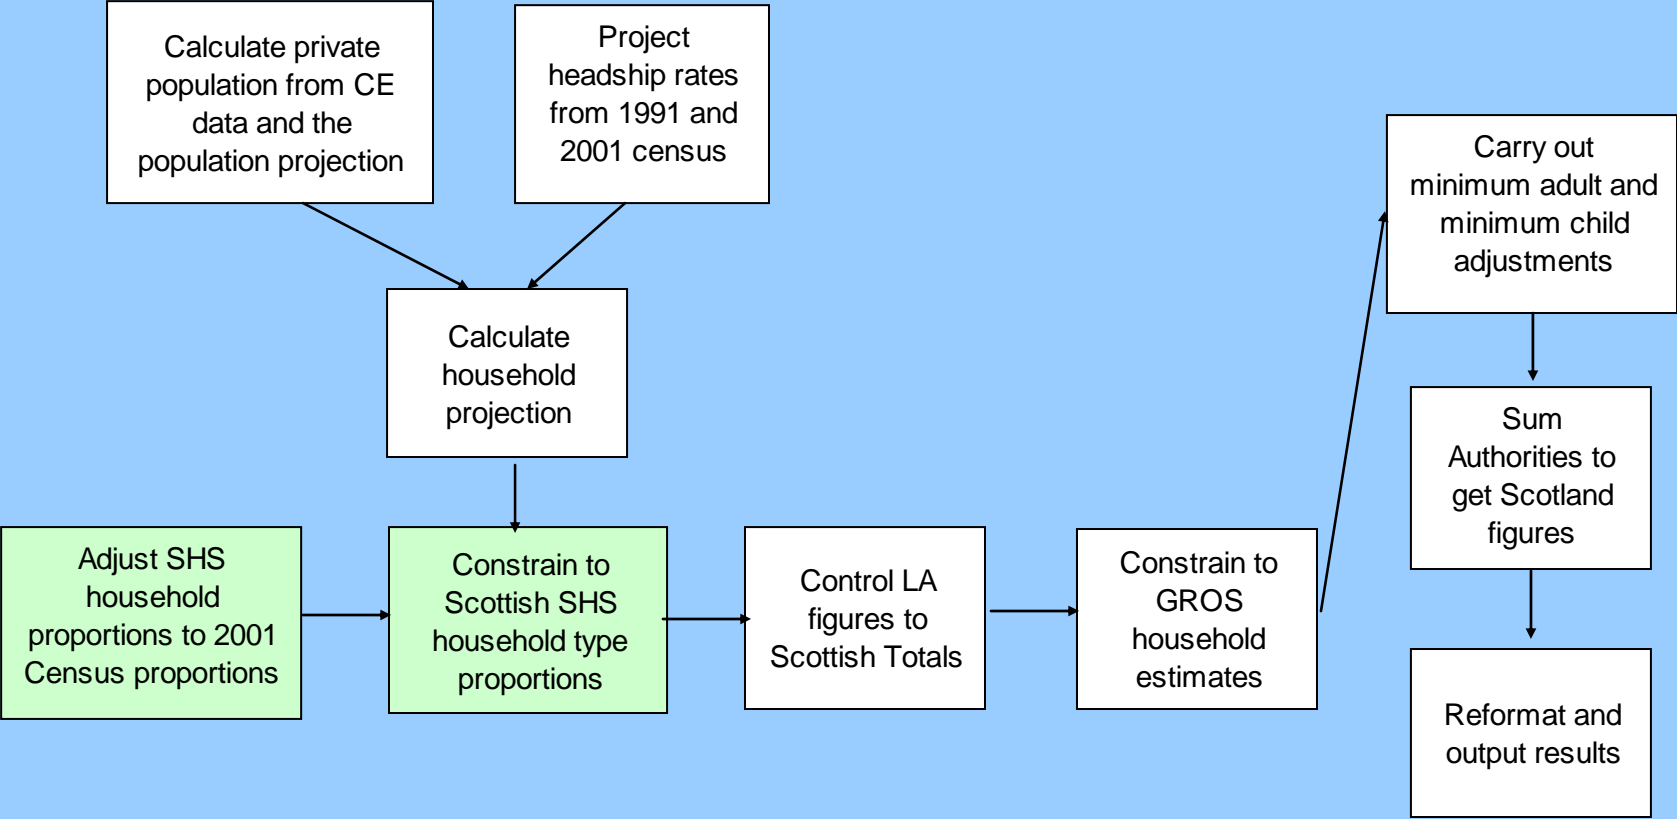 Calculate private
population from CE
data and the
population projection
Project
headship rates
from 1991 and
2001 census
Calculate
household
projection
Adjust SHS
household
proportions to 2001
Census proportions
Constrain to
Scottish SHS
household type
proportions
Control LA
figures to
Scottish Totals
Constrain to
GROS
household
estimates
Carry out
minimum adult and
minimum child
adjustments
Sum
Authorities to
get Scotland
figures
Reformat and
output results